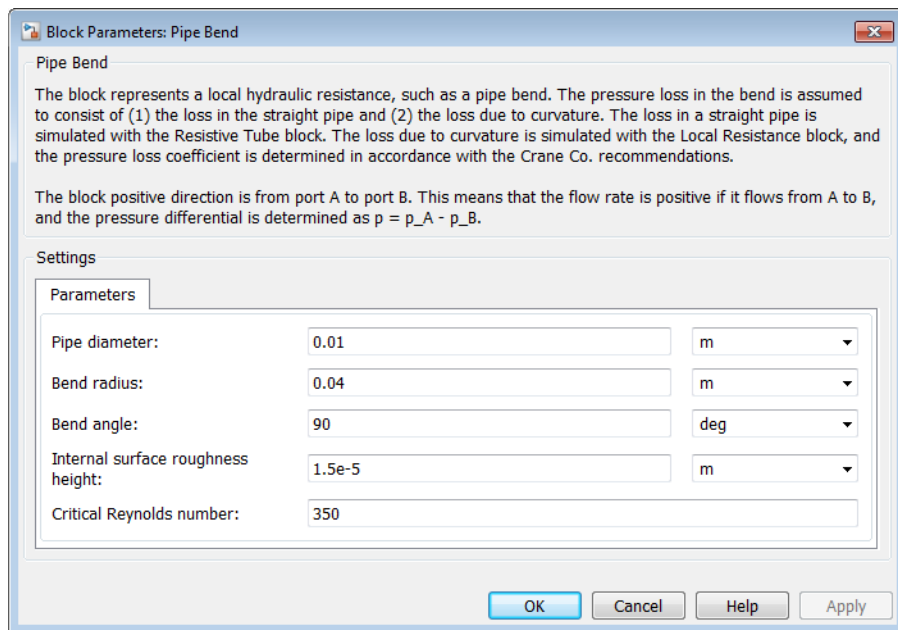 Block Parameters: Pipe Bend
Pipe Bend
The block represents a local hydraulic resistance, such as a pipe bend. The pressure loss in the bend is assumed
to consist of (1) the loss in the straight pipe and (2) the loss due to curvature. The loss in a straight pipe is
simulated with the Resistive Tube block. The loss due to curvature is simulated with the Local Resistance block, and
the pressure loss coefficient is determined in accordance with the Crane Co. recommendations.
The block positive direction is from port A to port B. This means that the flow rate is positive if it flows from A to B,
and the pressure differential is determined as p = p_A - p_B.
Settings
Parameters
Pipe diameter: 0.01 m
Bend radius: 0.04 m
Bend angle: 90 deg
Internal surface roughness
height: 1.5e-5 m
Critical Reynolds number: 350
OK Cancel Help Apply